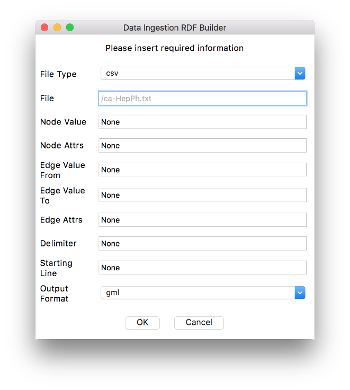 Data Ingestion RDF Builder
Please insert required information
File Type
csv
File
/ca-HepPh.txt
Node Value
None
Node Attrs
None
Edge Value
From
None
Edge Value
To
None
Edge Attrs
None
Delimiter
None
Starting
Line
None
Output
Format
gml
OK
Cancel